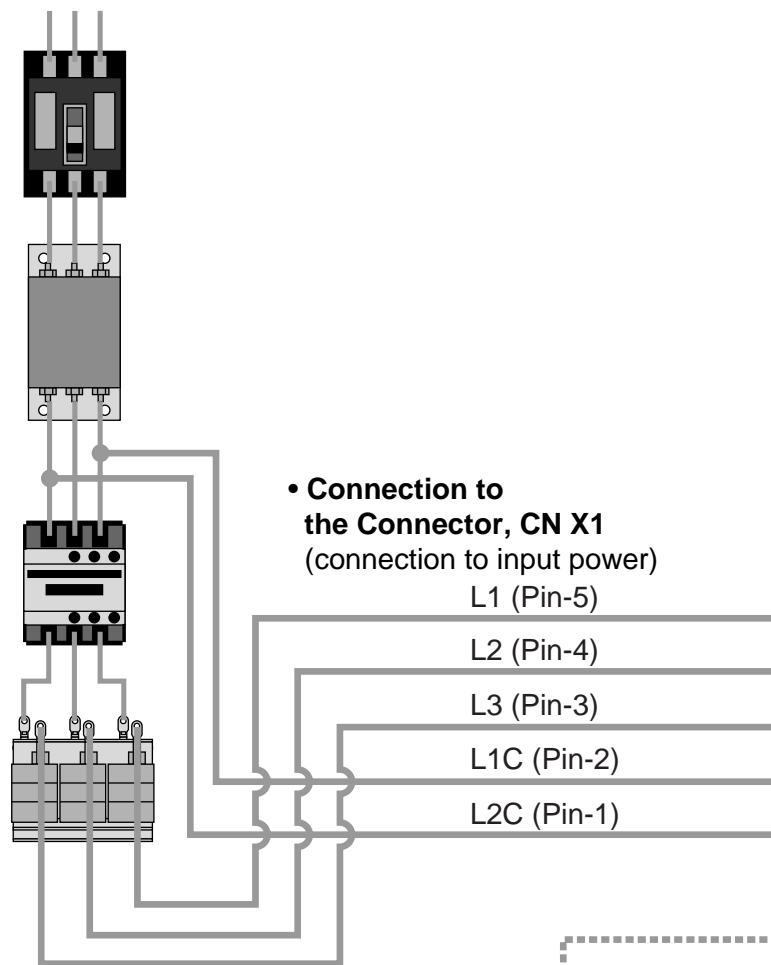 • Connection to
the Connector, CN X1
(connection to input power)
L1 (Pin-5)
L2 (Pin-4)
L3 (Pin-3)
L1C (Pin-2)
L2C (Pin-1)